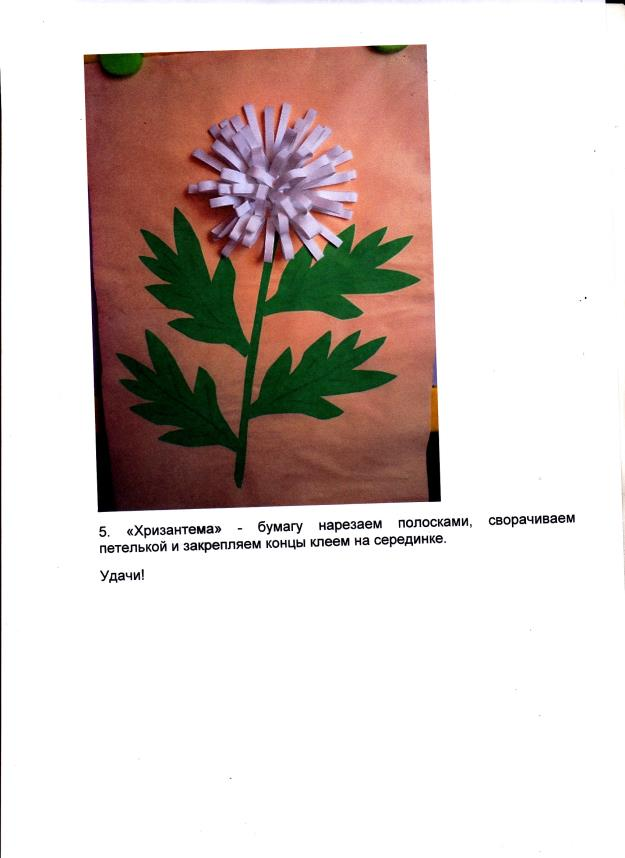 5. «Хризантема» - бумагу нарезаем полосками, сворачиваем
петелькой и закрепляем концы клеем на серединке.
Удачи!